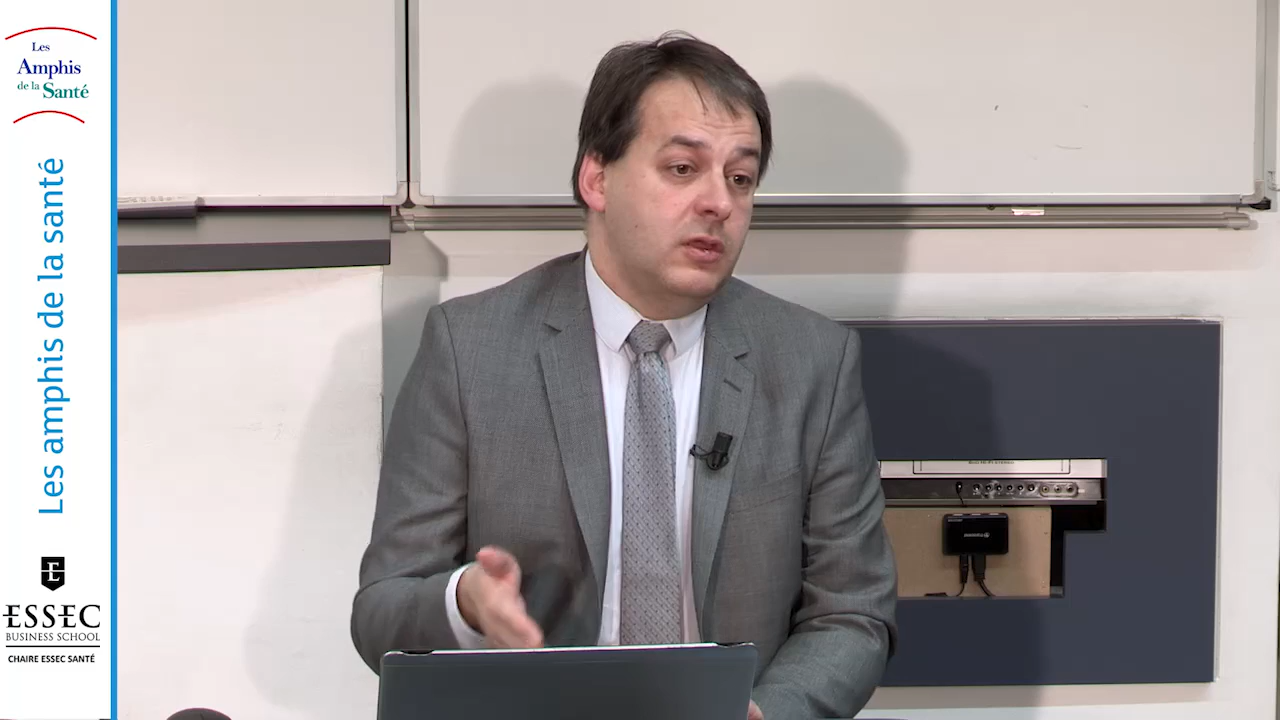 Les
Amphis
de la Santé
Les amphis de la santé
ESSEC
BUSINESS SCHOOL
CHAIRE ESSEC SANTÉ